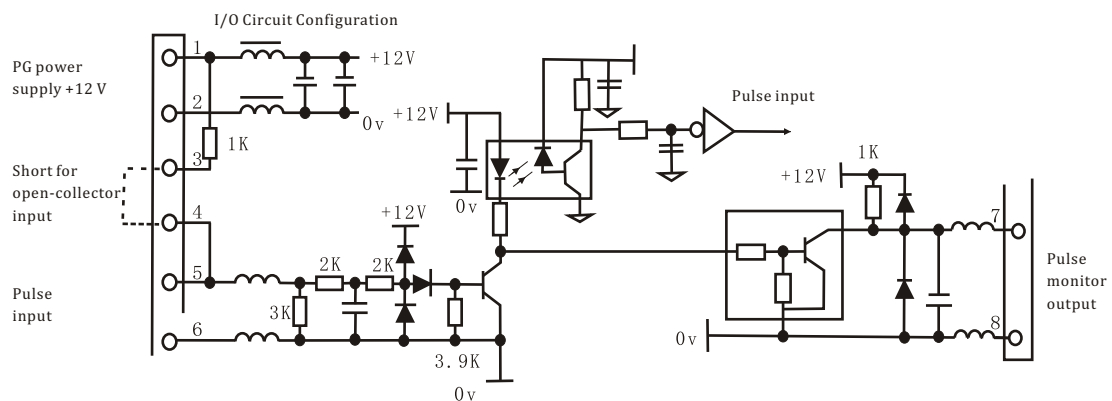 I/O Circuit Configuration
PG power
supply +12 V
1
+12V
2
0v
+12V
1K
3
Short for
open-collector
input
4
0v
+12V
Pulse input
1K
+12V
7
Pulse
monitor
output
8
0v
5
2K
2K
Pulse
input
3K
6
3.9K
0v